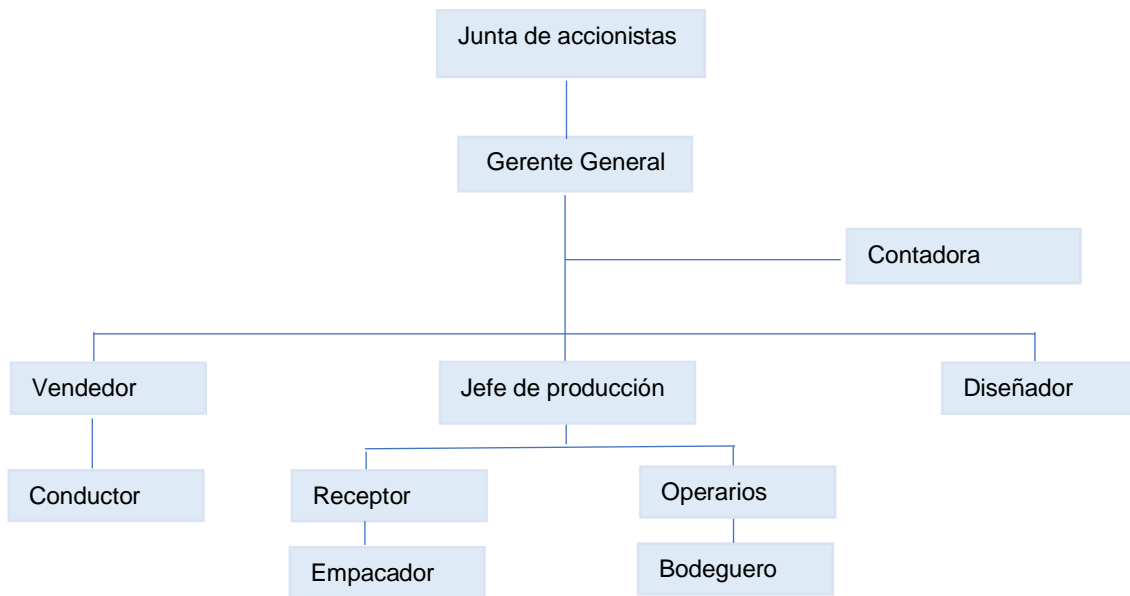 Junta de accionistas
Gerente General
Contadora
Vendedor
Jefe de producción
Diseñador
Conductor
Receptor
Operarios
Empacador
Bodeguero